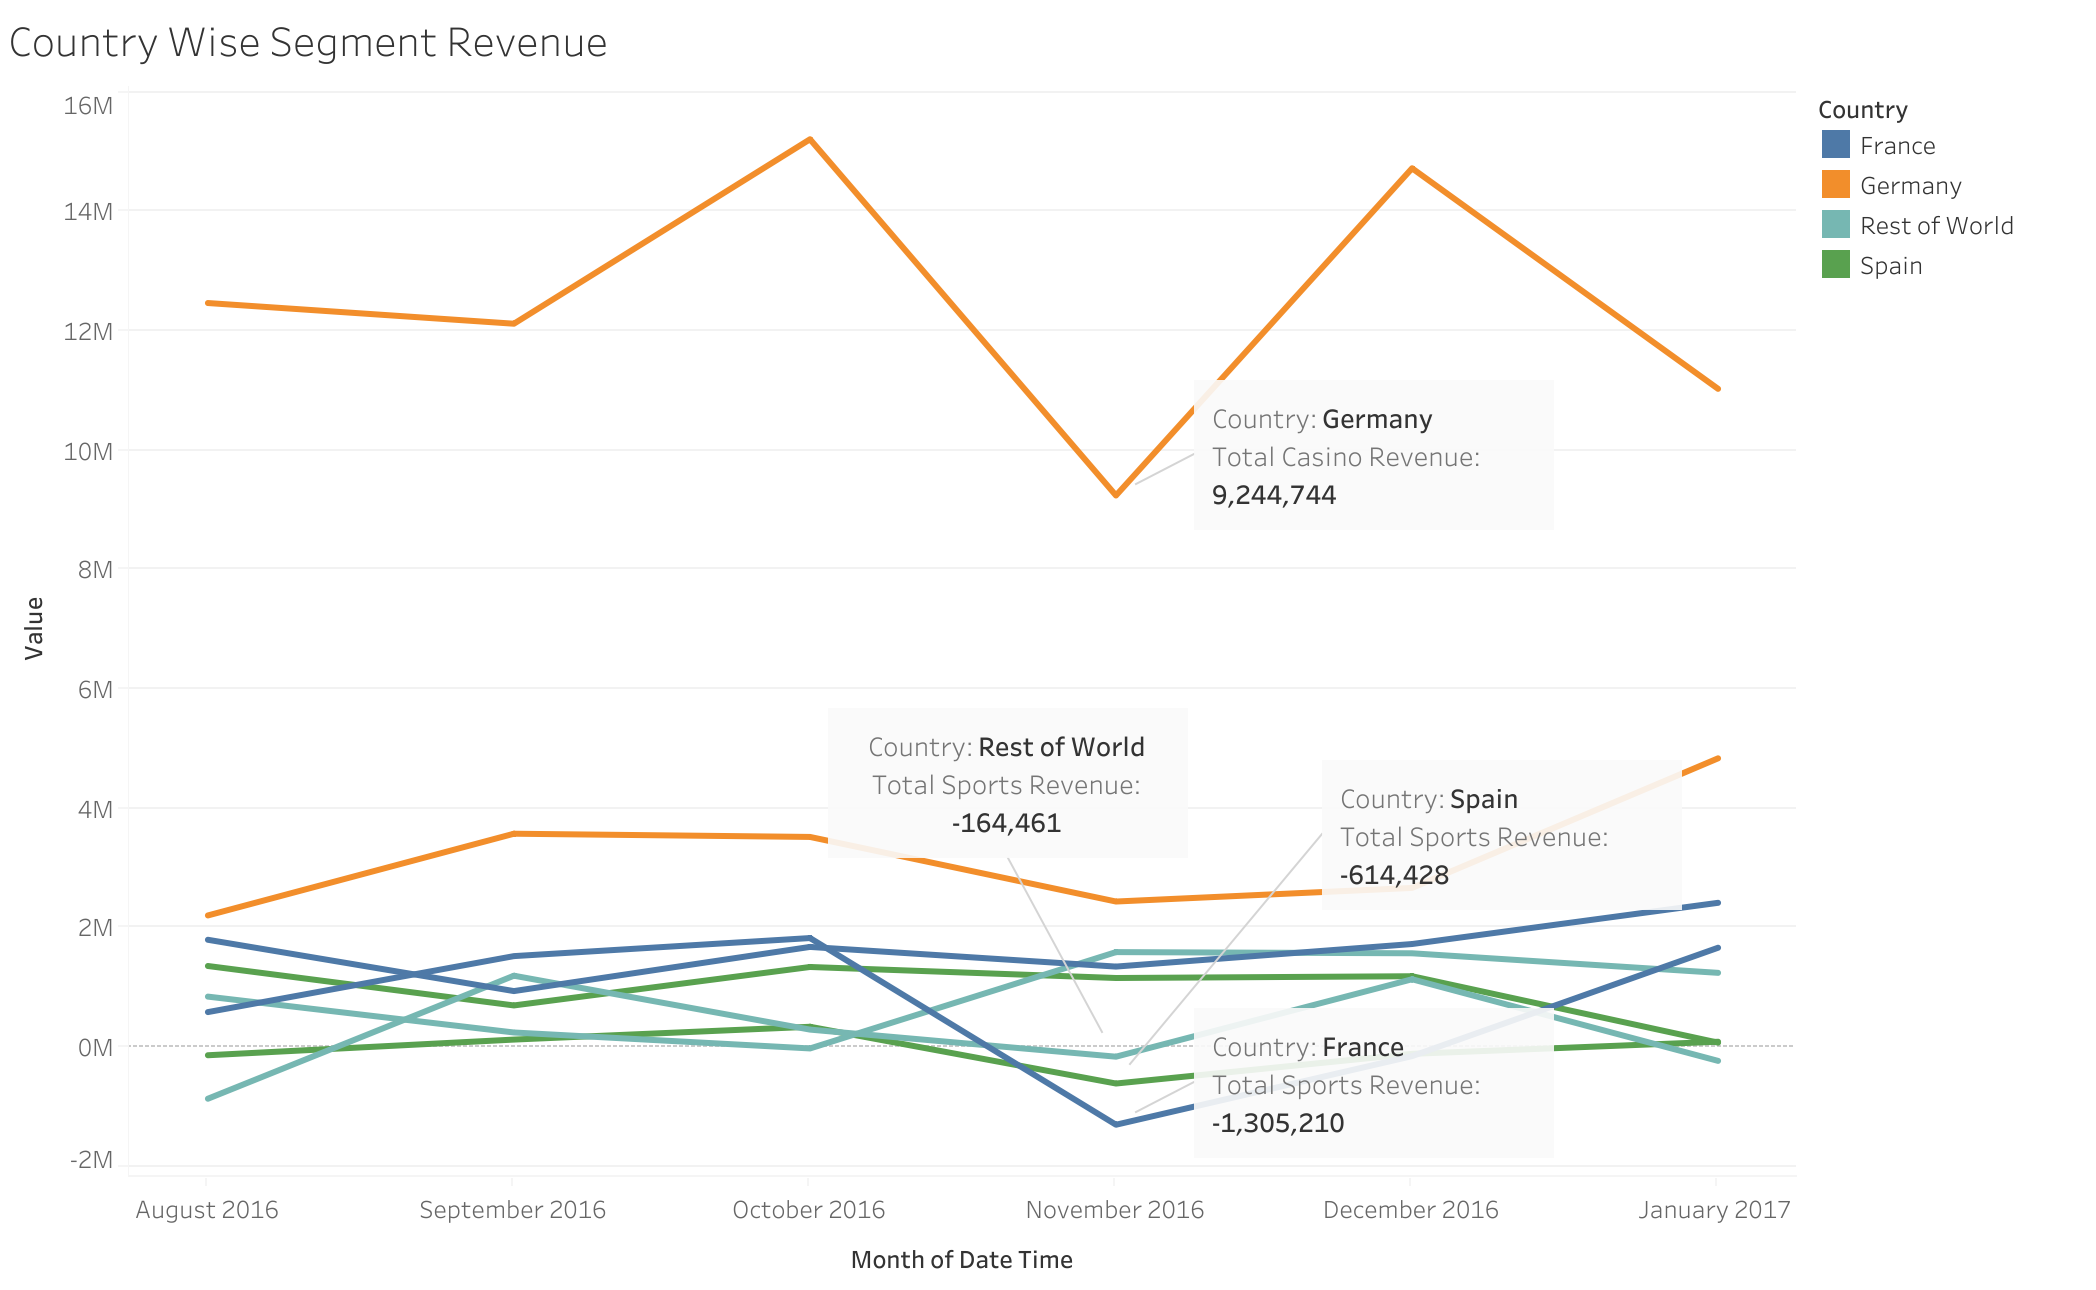 Country Wise Segment Revenue
16M
14M
12M
10M
8M
6M
4M
2M
0M
-2M
Value
Country: Germany
Total Casino Revenue:
9,244,744
Country: Rest of World
Total Sports Revenue:
-164,461
Country: Spain
Total Sports Revenue:
-614,428
Country: France
Total Sports Revenue:
-1,305,210
August 2016
September 2016
October 2016
November 2016
December 2016
January 2017
Month of Date Time
Country
France
Germany
Rest of World
Spain